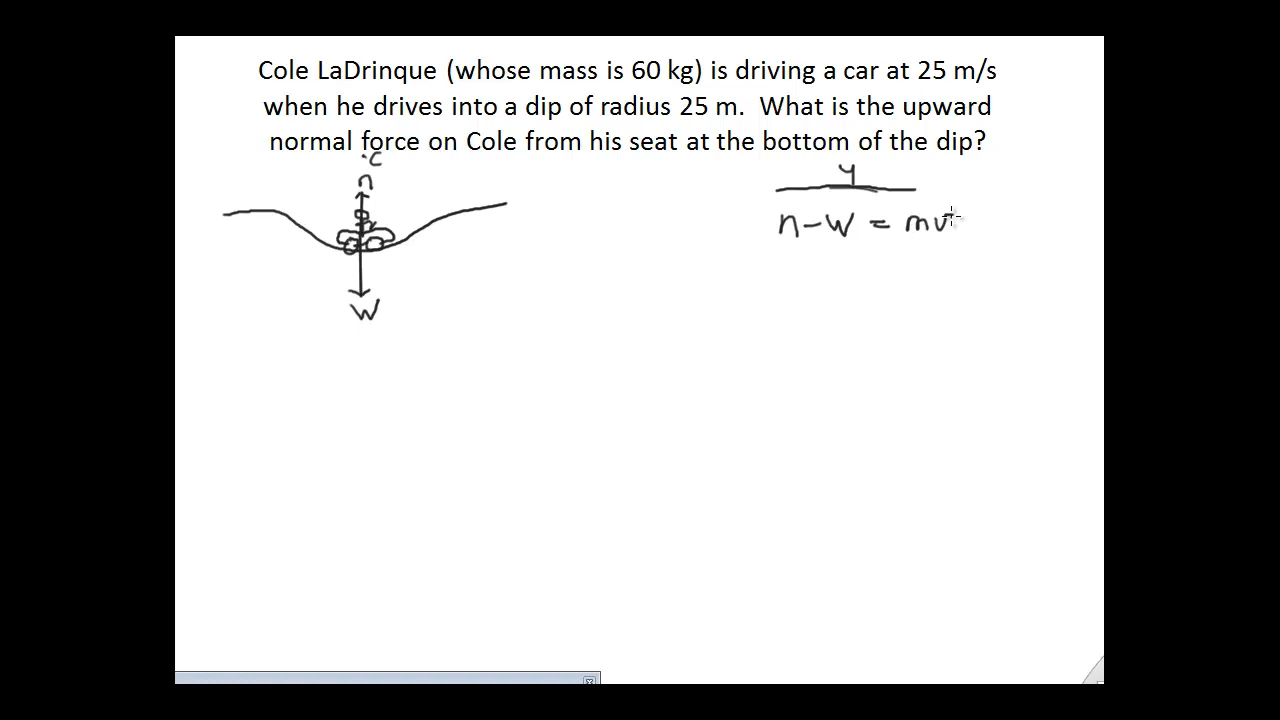 Cole LaDrinque (whose mass is 60 kg) is driving a car at 25 m/s
when he drives into a dip of radius 25 m. What is the upward
normal force on Cole from his seat at the bottom of the dip?
·C
n
y
n-W = mv
W